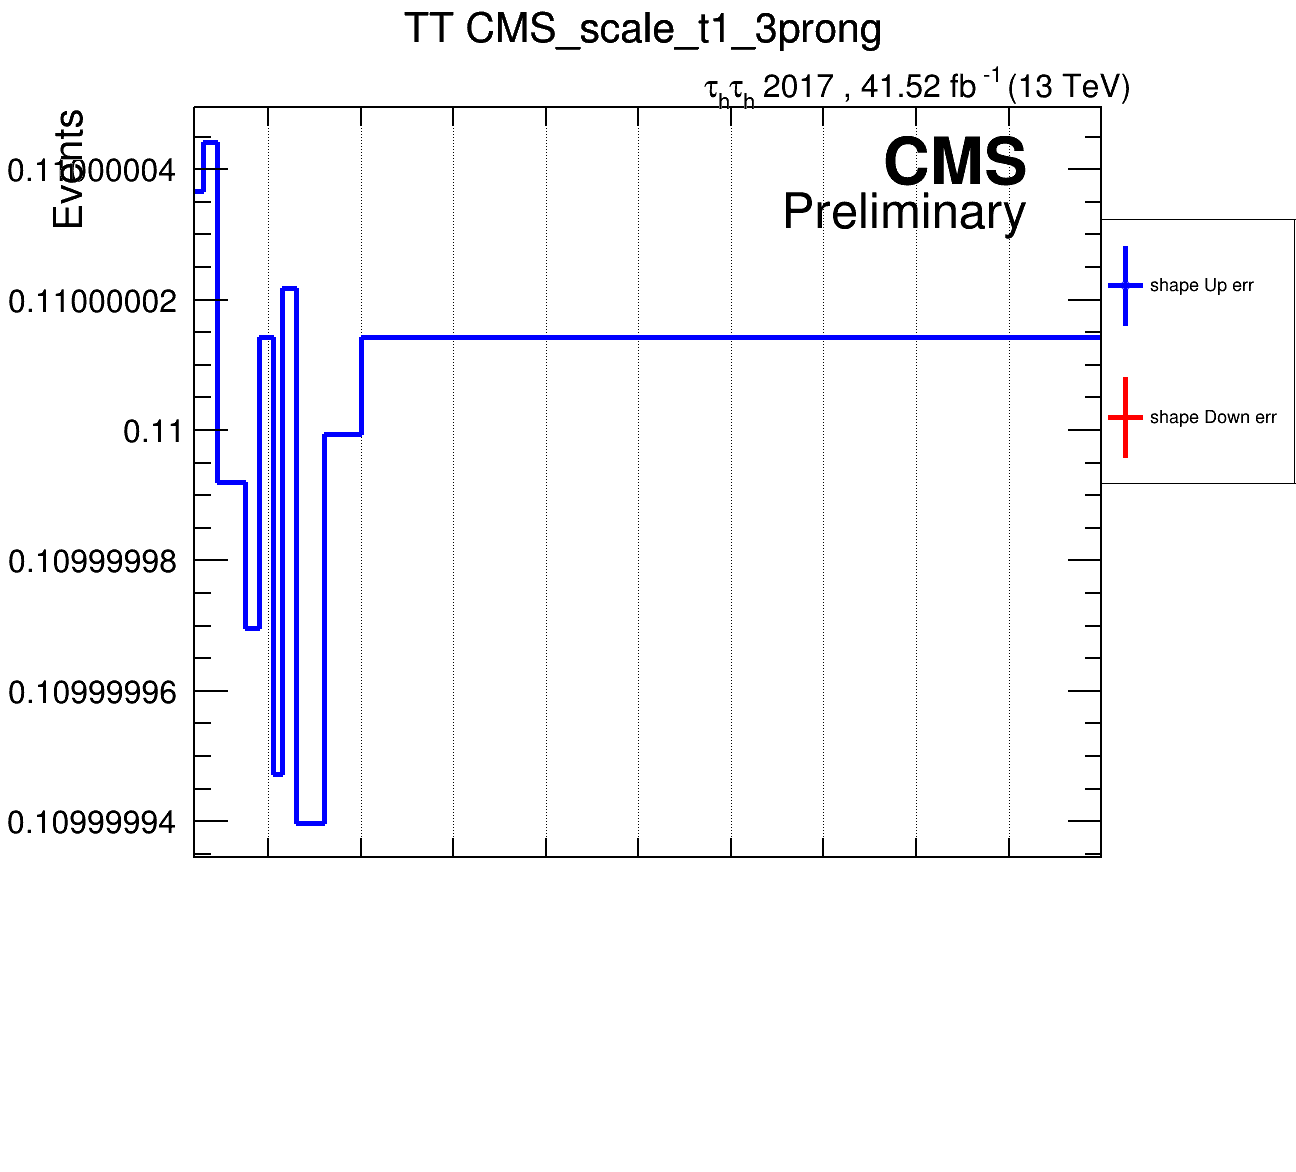 TT CMS_scale_t1_3prong
τhτh 2017 , 41.52 fb -1 (13 TeV)
Events
CMS
Preliminary
0.11000004
0.11000002
0.11
0.10999998
0.10999996
0.10999994
shape Up err
shape Down err